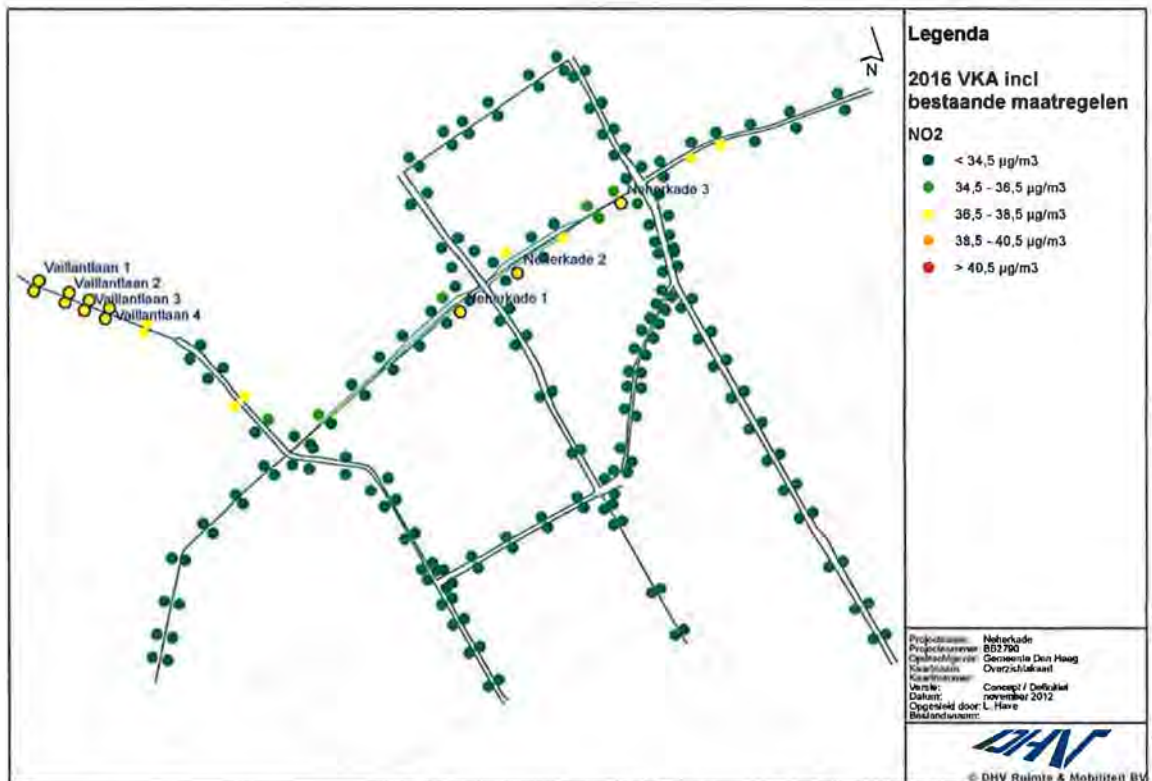 Legenda
N
2016 VKA incl
bestaande maatregelen
NO2
< 34,5 µg/m3
34,5 - 36,5 µg/m3
36,5 - 38,5 µg/m3
38,5 - 40,5 µg/m3
> 40,5 µg/m3
Neherkade 3
Neherkade 2
Neherkade 1
Vaillantlaan 1
Vaillantlaan 2
Vaillantlaan 3
Vaillantlaan 4
Projectnaam: Neherkade
Projectnummer: BB2790
Opdrachtgever: Gemeente Den Haag
Kaartnaam: Overzichtskaart
Kaartnummer:
Versie: Concept / Definitief
Datum: november 2012
Opgesteld door: L. Have
Bestandsnaam:
DHV
© DHV Ruimte & Mobiliteit BV